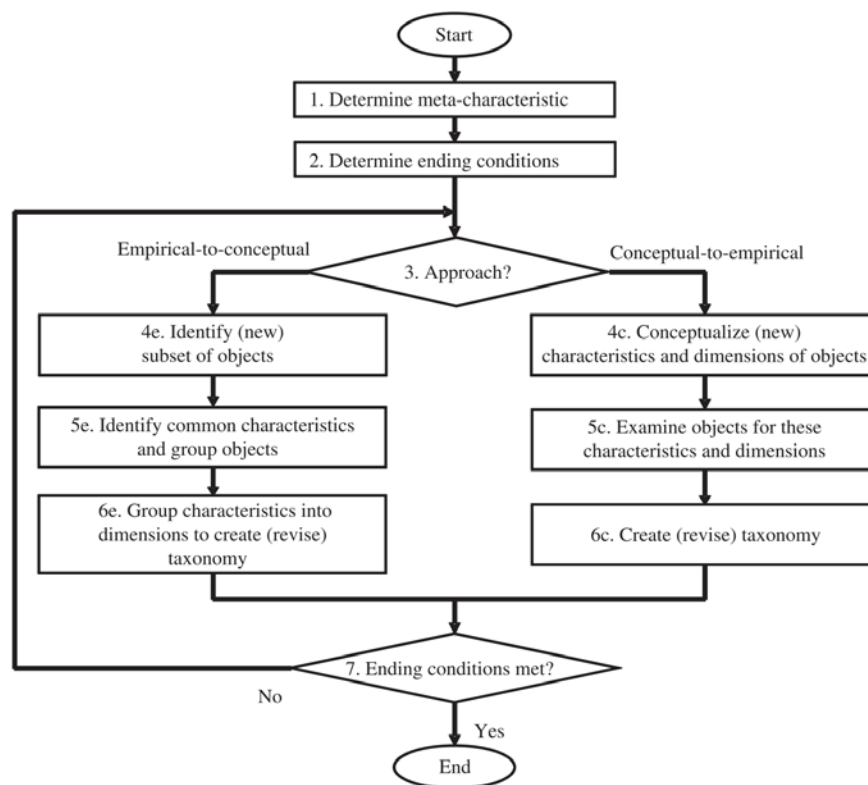 Start
1. Determine meta-characteristic
2. Determine ending conditions
Empirical-to-conceptual
Conceptual-to-empirical
3. Approach?
4e. Identify (new)
subset of objects
4c. Conceptualize (new)
characteristics and dimensions of objects
5e. Identify common characteristics
and group objects
5c. Examine objects for these
characteristics and dimensions
6e. Group characteristics into
dimensions to create (revise)
taxonomy
6c. Create (revise) taxonomy
7. Ending conditions met?
No
Yes
End